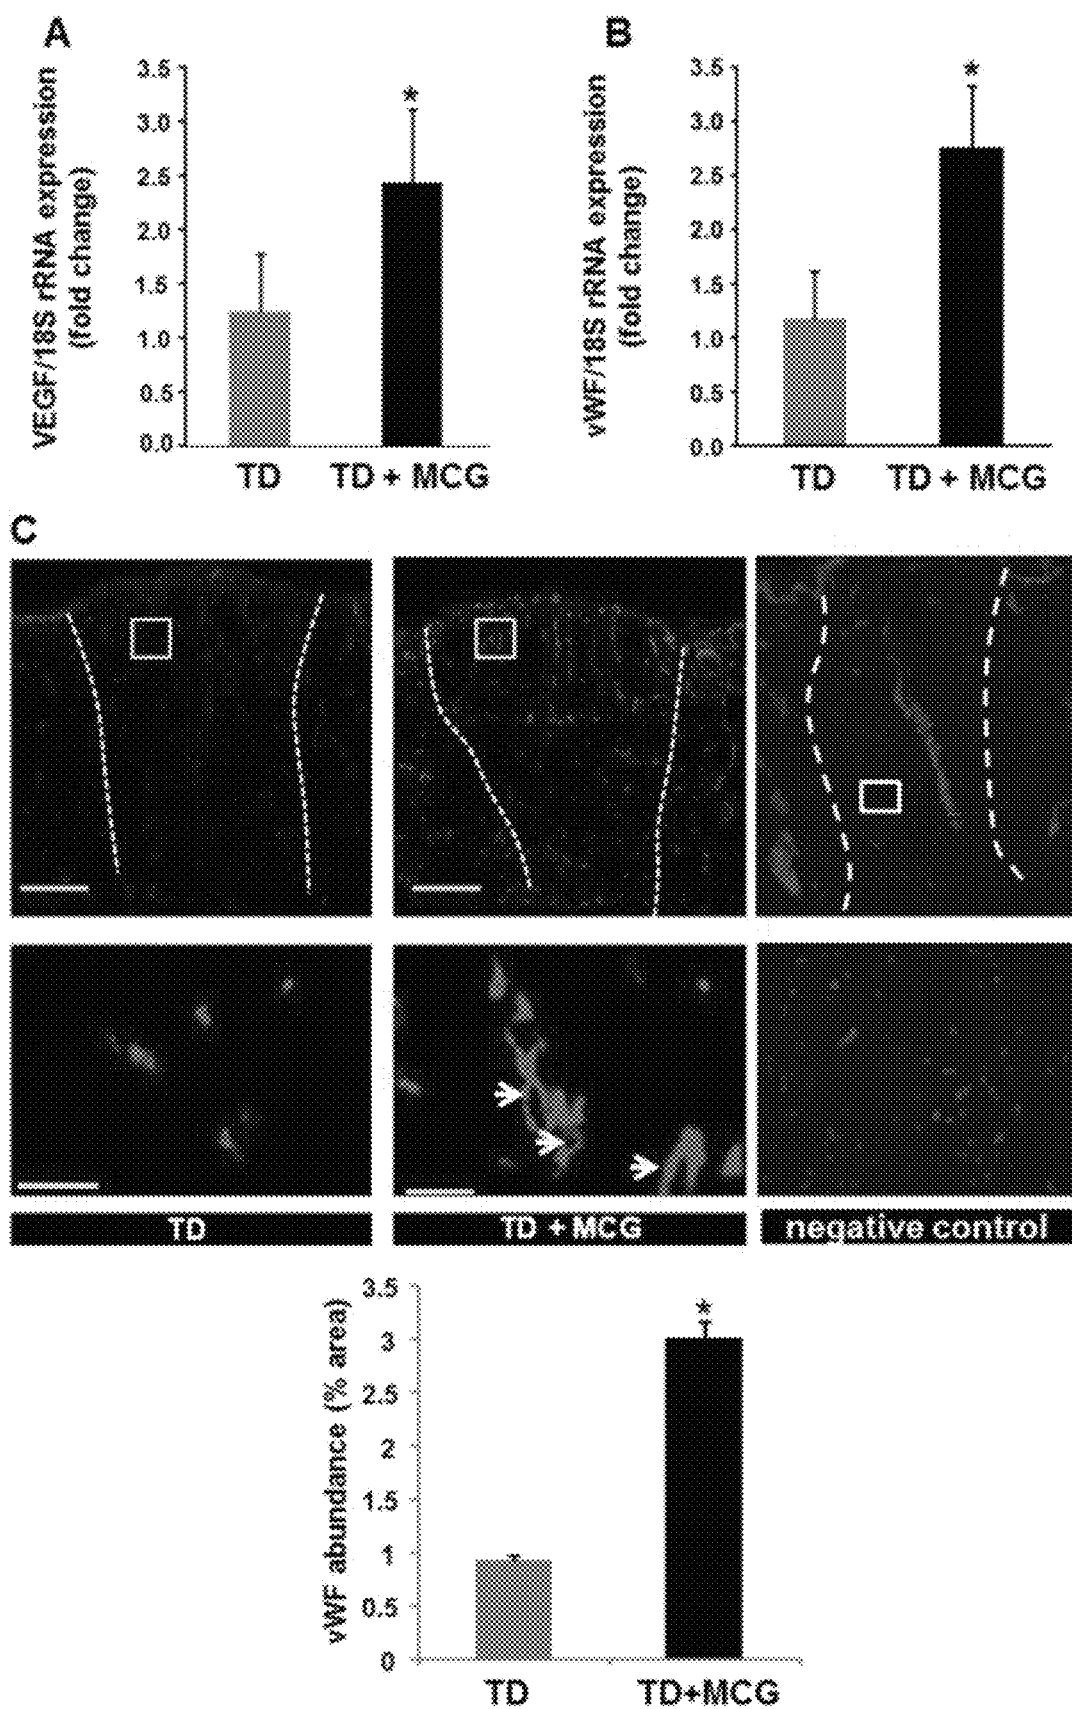 A
VEGF/18S rRNA expression
(fold change)
3.5
3.0
2.5
2.0
1.5
1.0
0.5
0.0
*
TD
TD + MCG
B
vWF/18S rRNA expression
(fold change)
3.5
3.0
2.5
2.0
1.5
1.0
0.5
0.0
*
TD
TD + MCG
C
TD
TD + MCG
negative control
vWF abundance (% area)
3.5
3
2.5
2
1.5
1
0.5
0
*
TD
TD+MCG